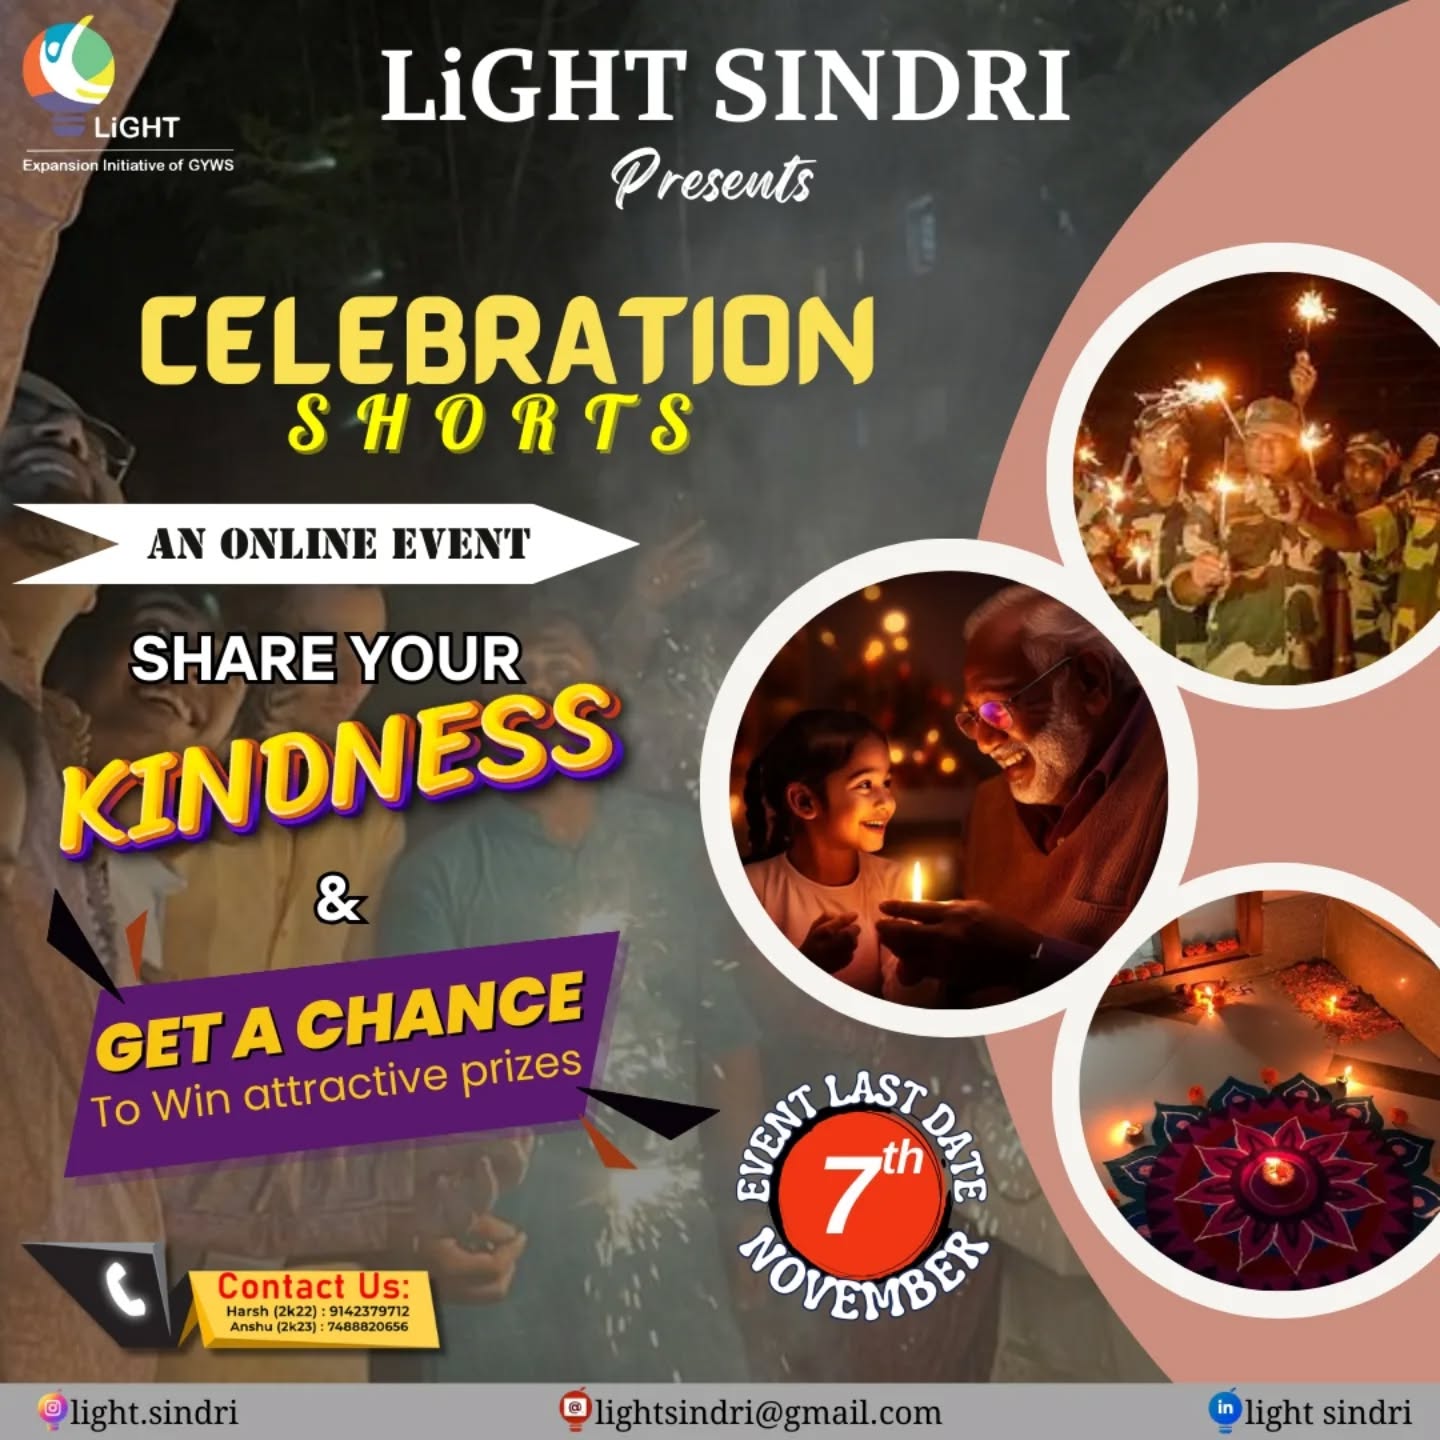 LiGHT
Expansion Initiative of GYWS
LiGHT SINDRI
Presents
CELEBRATION
SHORTS
AN ONLINE EVENT
SHARE YOUR
KINDNESS
&
GET A CHANCE
To Win attractive prizes
EVENT LAST DATE
7th
NOVEMBER
Contact Us:
Harsh (2k22) : 9142379712
Anshu (2k23) : 7488820656
light.sindri
lightsindri@gmail.com
in light sindri